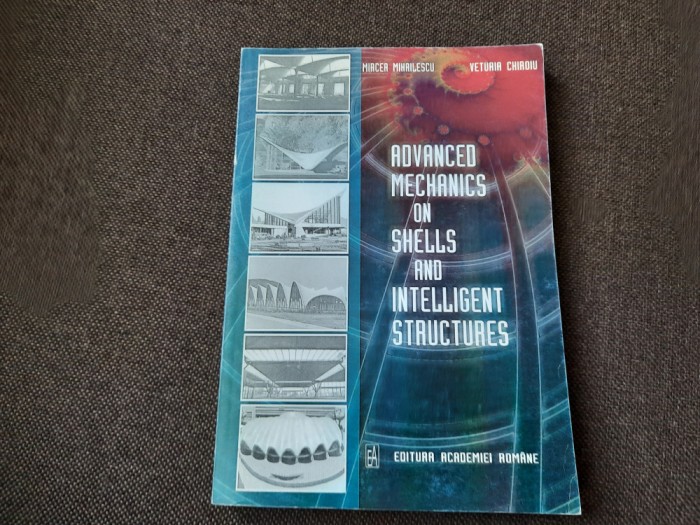 MIRCEA MIHAILESCU VETURIA CHIROIU
ADVANCED
MECHANICS
ON
SHELLS
AND
INTELLIGENT
STRUCTURES
EA EDITURA ACADEMIEI ROMÂNE